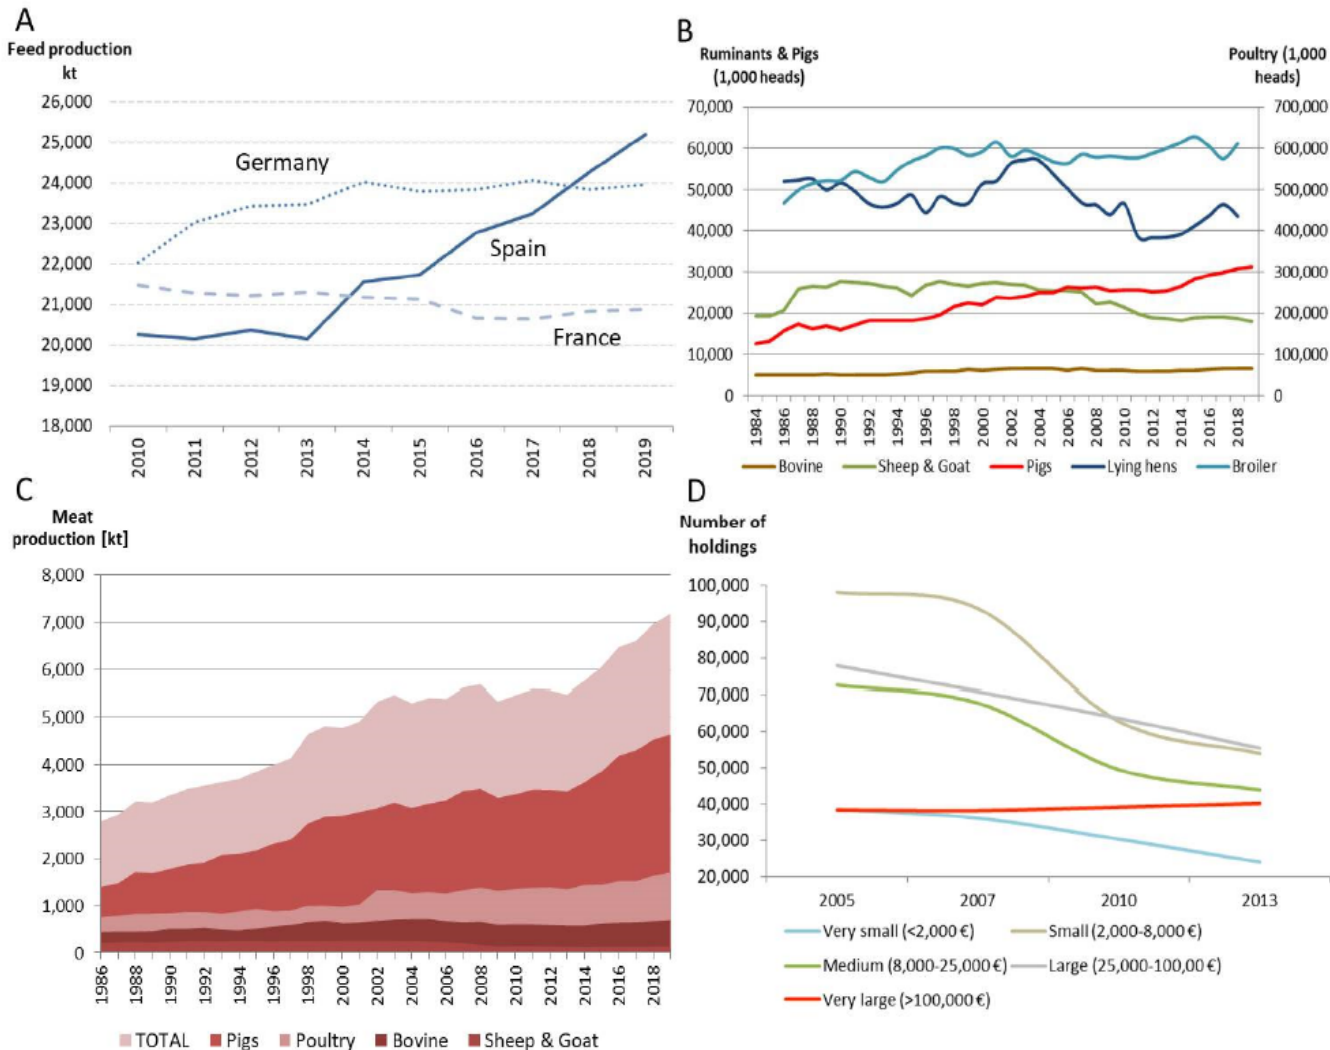 A
Feed production
kt
26,000
25,000
24,000
23,000
22,000
21,000
20,000
19,000
18,000
Germany
Spain
France
2010 2011 2012 2013 2014 2015 2016 2017 2018 2019
B
Ruminants & Pigs
(1,000 heads)
Poultry (1,000
heads)
70,000
60,000
50,000
40,000
30,000
20,000
10,000
0
700,000
600,000
500,000
400,000
300,000
200,000
100,000
0
1984 1986 1988 1990 1992 1994 1996 1998 2000 2002 2004 2006 2008 2010 2012 2014 2016 2018
Bovine Sheep & Goat Pigs Lying hens Broiler
C
Meat
production [kt]
8,000
7,000
6,000
5,000
4,000
3,000
2,000
1,000
0
1986 1988 1990 1992 1994 1996 1998 2000 2002 2004 2006 2008 2010 2012 2014 2016 2018
TOTAL Pigs Poultry Bovine Sheep & Goat
D
Number of
holdings
100,000
90,000
80,000
70,000
60,000
50,000
40,000
30,000
20,000
2005 2007 2010 2013
Very small (<2,000 €) Small (2,000-8,000 €)
Medium (8,000-25,000 €) Large (25,000-100,00 €)
Very large (>100,000 €)